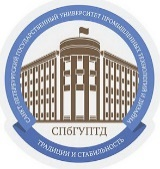 САНКТ-ПЕТЕРБУРГСКИЙ ГОСУДАРСТВЕННЫЙ УНИВЕРСИТЕТ ПРОМЫШЛЕННЫХ ТЕХНОЛОГИЙ И ДИЗАЙНА
СПбГУПТД
ТРАДИЦИИ И СТАБИЛЬНОСТЬ